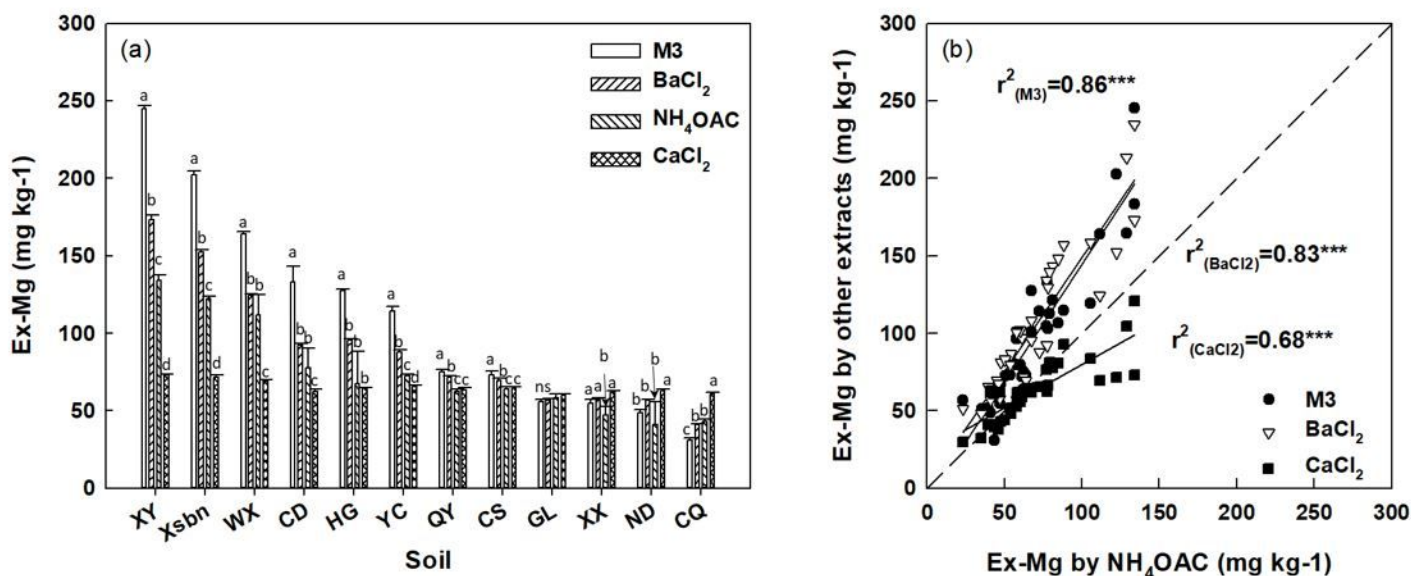 (a)
M3
BaCl2
NH4OAC
CaCl2
Ex-Mg (mg kg-1)
300
250
200
150
100
50
0
a
b
c
d
a
b
c
d
a
b
b
c
a
b
b
c
a
b
b
b
a
b
c
c
a
b
c
c
a
b
c
c
ns
a
a
b
a
b
b
b
a
c
b
b
a
XY
Xsbn
WX
CD
HG
YC
QY
CS
GL
XX
ND
CQ
Soil
(b)
r2(M3)=0.86***
r2(BaCl2)=0.83***
r2(CaCl2)=0.68***
M3
BaCl2
CaCl2
Ex-Mg by other extracts (mg kg-1)
300
250
200
150
100
50
0
0 50 100 150 200 250 300
Ex-Mg by NH4OAC (mg kg-1)